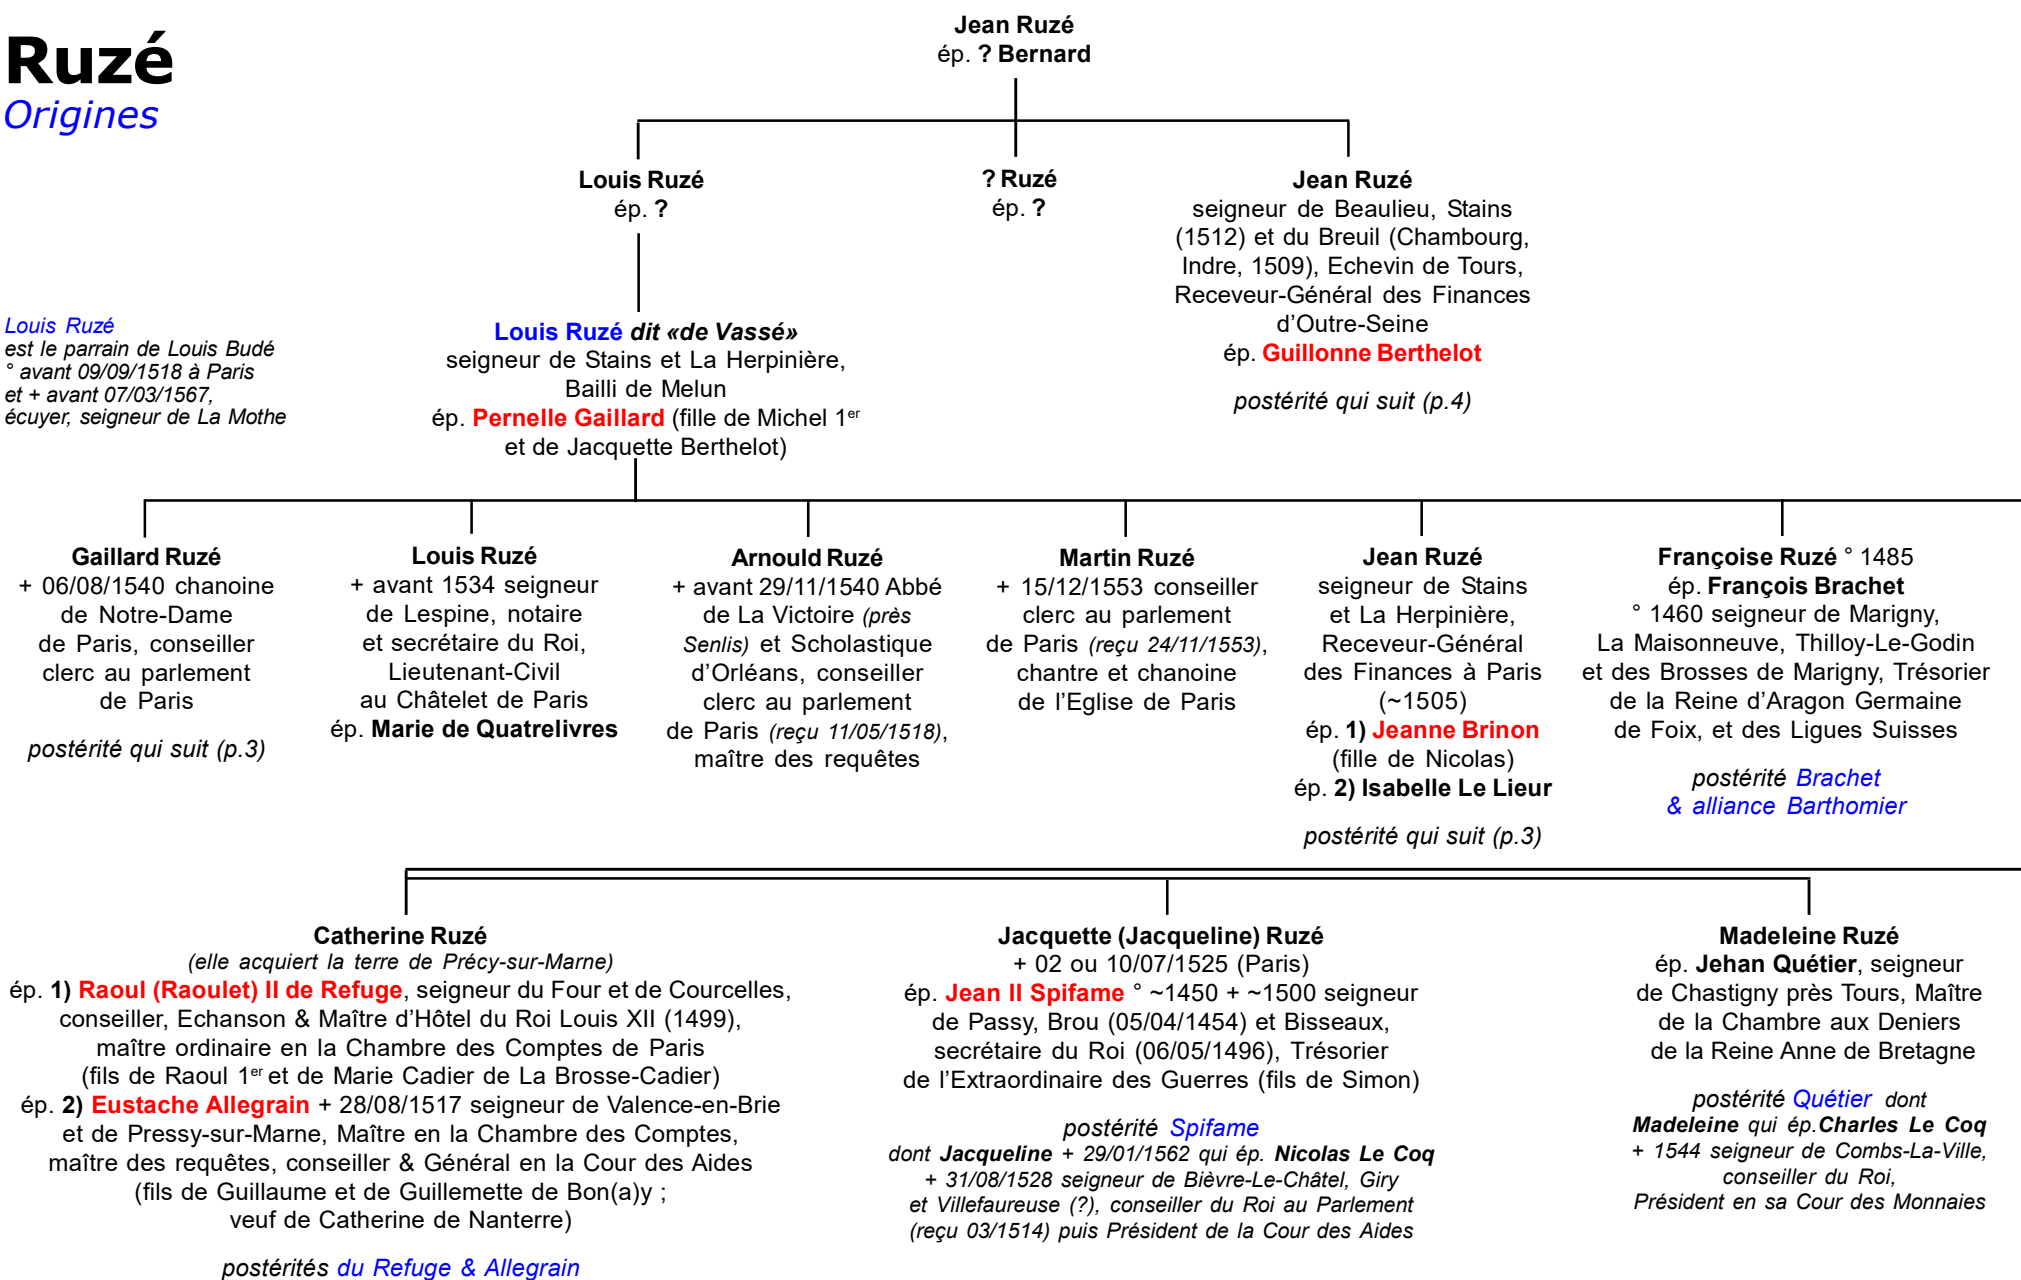 Ruzé
Origines
Jean Ruzé
ép. ? Bernard
Louis Ruzé
ép. ?
? Ruzé
ép. ?
Jean Ruzé
seigneur de Beaulieu, Stains
(1512) et du Breuil (Chambourg,
Indre, 1509), Echevin de Tours,
Receveur-Général des Finances
d’Outre-Seine
ép. Guillonne Berthelot
postérité qui suit (p.4)
Louis Ruzé
est le parrain de Louis Budé
° avant 09/09/1518 à Paris
et + avant 07/03/1567,
écuyer, seigneur de La Mothe
Louis Ruzé dit «de Vassé»
seigneur de Stains et La Herpinière,
Bailli de Melun
ép. Pernelle Gaillard (fille de Michel 1er
et de Jacquette Berthelot)
Gaillard Ruzé
+ 06/08/1540 chanoine
de Notre-Dame
de Paris, conseiller
clerc au parlement
de Paris
postérité qui suit (p.3)
Louis Ruzé
+ avant 1534 seigneur
de Lespine, notaire
et secrétaire du Roi,
Lieutenant-Civil
au Châtelet de Paris
ép. Marie de Quatrelivres
Arnould Ruzé
+ avant 29/11/1540 Abbé
de La Victoire (près
Senlis) et Scholastique
d’Orléans, conseiller
clerc au parlement
de Paris (reçu 11/05/1518),
maître des requêtes
Martin Ruzé
+ 15/12/1553 conseiller
clerc au parlement
de Paris (reçu 24/11/1553),
chantre et chanoine
de l’Eglise de Paris
Jean Ruzé
seigneur de Stains
et La Herpinière,
Receveur-Général
des Finances à Paris
(~1505)
ép. 1) Jeanne Brinon
(fille de Nicolas)
ép. 2) Isabelle Le Lieur
postérité qui suit (p.3)
Françoise Ruzé ° 1485
ép. François Brachet
° 1460 seigneur de Marigny,
La Maisonneuve, Thilloy-Le-Godin
et des Brosses de Marigny, Trésorier
de la Reine d’Aragon Germaine
de Foix, et des Ligues Suisses
postérité Brachet
& alliance Barthomier
Catherine Ruzé
(elle acquiert la terre de Précy-sur-Marne)
ép. 1) Raoul (Raoulet) II de Refuge, seigneur du Four et de Courcelles,
conseiller, Echanson & Maître d’Hôtel du Roi Louis XII (1499),
maître ordinaire en la Chambre des Comptes de Paris
(fils de Raoul 1er et de Marie Cadier de La Brosse-Cadier)
ép. 2) Eustache Allegrain + 28/08/1517 seigneur de Valence-en-Brie
et de Pressy-sur-Marne, Maître en la Chambre des Comptes,
maître des requêtes, conseiller & Général en la Cour des Aides
(fils de Guillaume et de Guillemette de Bon(a)y ;
veuf de Catherine de Nanterre)
postérités du Refuge & Allegrain
Jacquette (Jacqueline) Ruzé
+ 02 ou 10/07/1525 (Paris)
ép. Jean II Spifame ° ~1450 + ~1500 seigneur
de Passy, Brou (05/04/1454) et Bisseaux,
secrétaire du Roi (06/05/1496), Trésorier
de l’Extraordinaire des Guerres (fils de Simon)
postérité Spifame
dont Jacqueline + 29/01/1562 qui ép. Nicolas Le Coq
+ 31/08/1528 seigneur de Bièvre-Le-Châtel, Giry
et Villefaureuse (?), conseiller du Roi au Parlement
(reçu 03/1514) puis Président de la Cour des Aides
Madeleine Ruzé
ép. Jehan Quétier, seigneur
de Chastigny près Tours, Maître
de la Chambre aux Deniers
de la Reine Anne de Bretagne
postérité Quétier dont
Madeleine qui ép.Charles Le Coq
+ 1544 seigneur de Combs-La-Ville,
conseiller du Roi,
Président en sa Cour des Monnaies